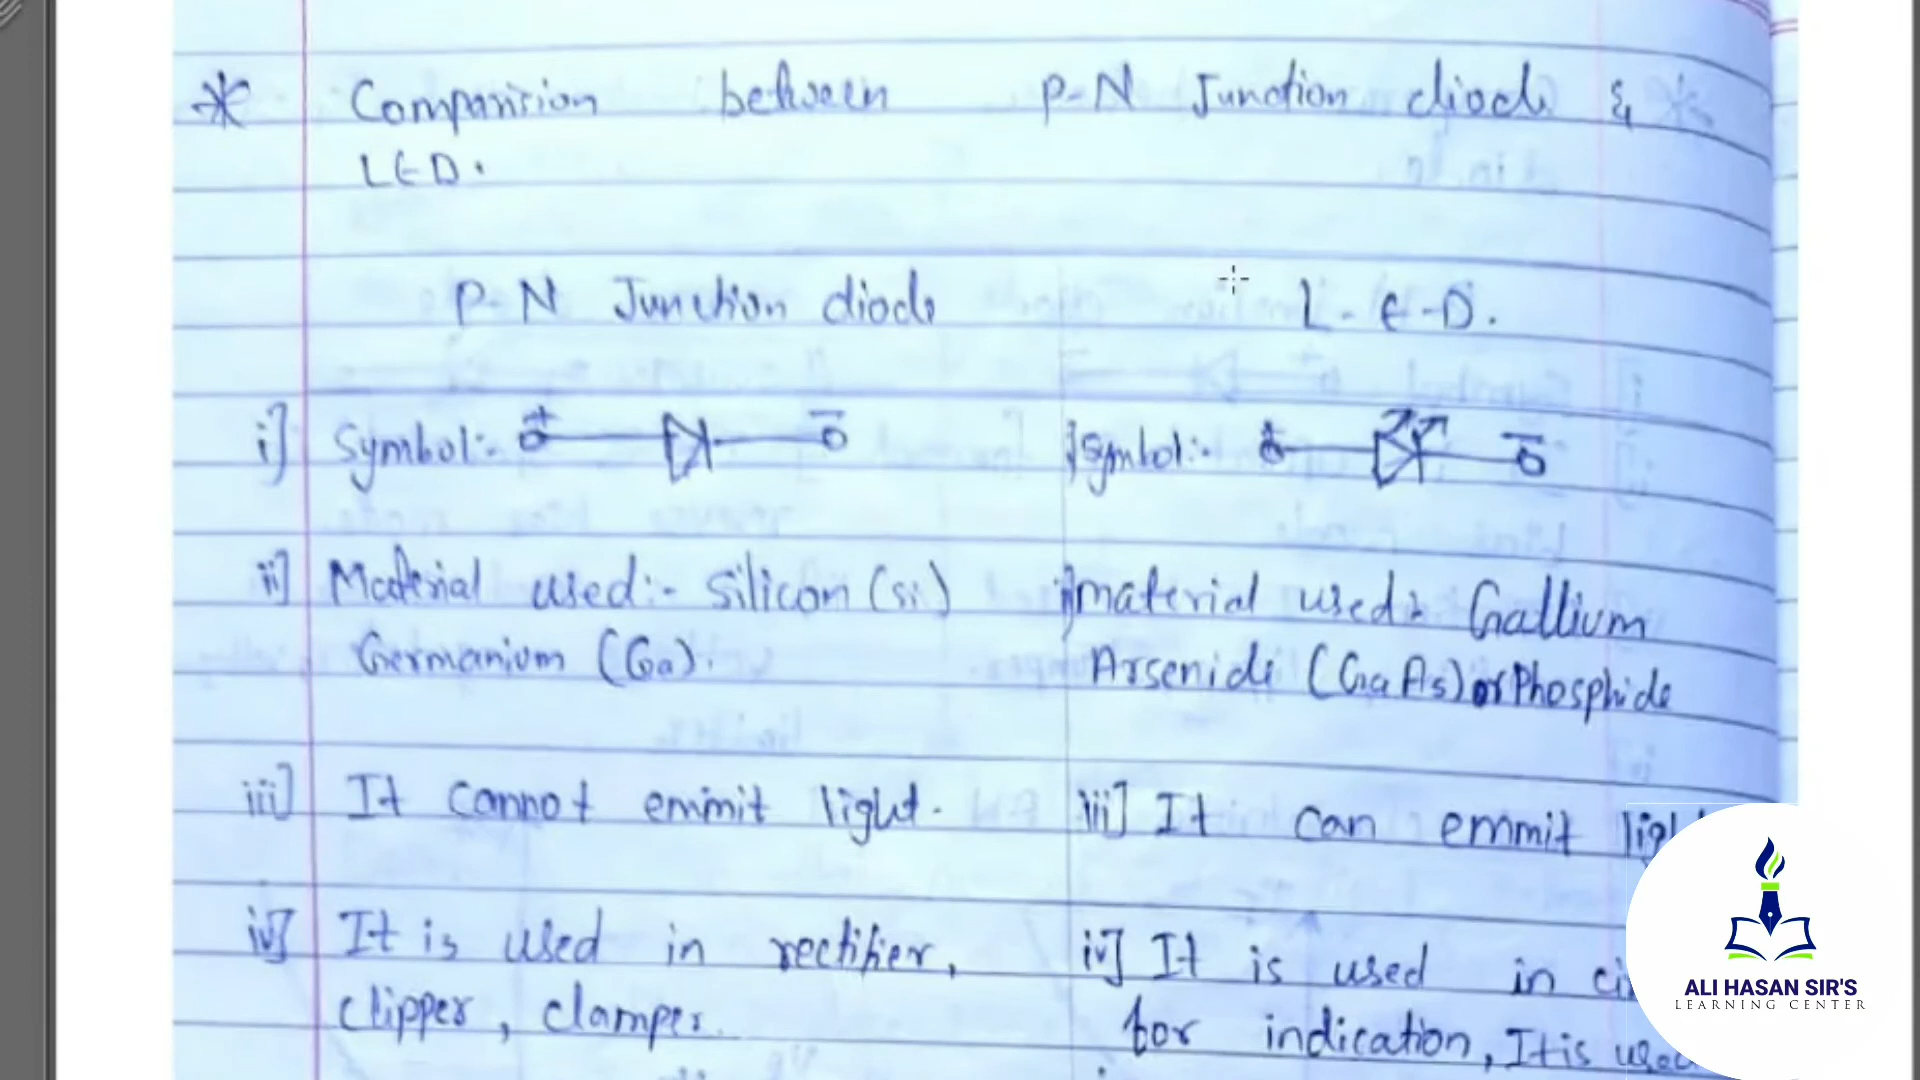 * Comparision between P-N Junction diode &
LED.
P-N Junction diode
L-E-D.
i] Symbol:- + -
i] Symbol:- + -
ii] Material used:- Silicon (Si)
Germanium (Ga).
ii] material used:- Gallium
Arsenide (GaAs) or Phosphide
iii] It cannot emmit light.
iii] It can emmit
iv] It is used in rectifier,
clipper, clamper.
iv] It is used in
for indication, It is used
ALI HASAN SIR'S
LEARNING CENTER